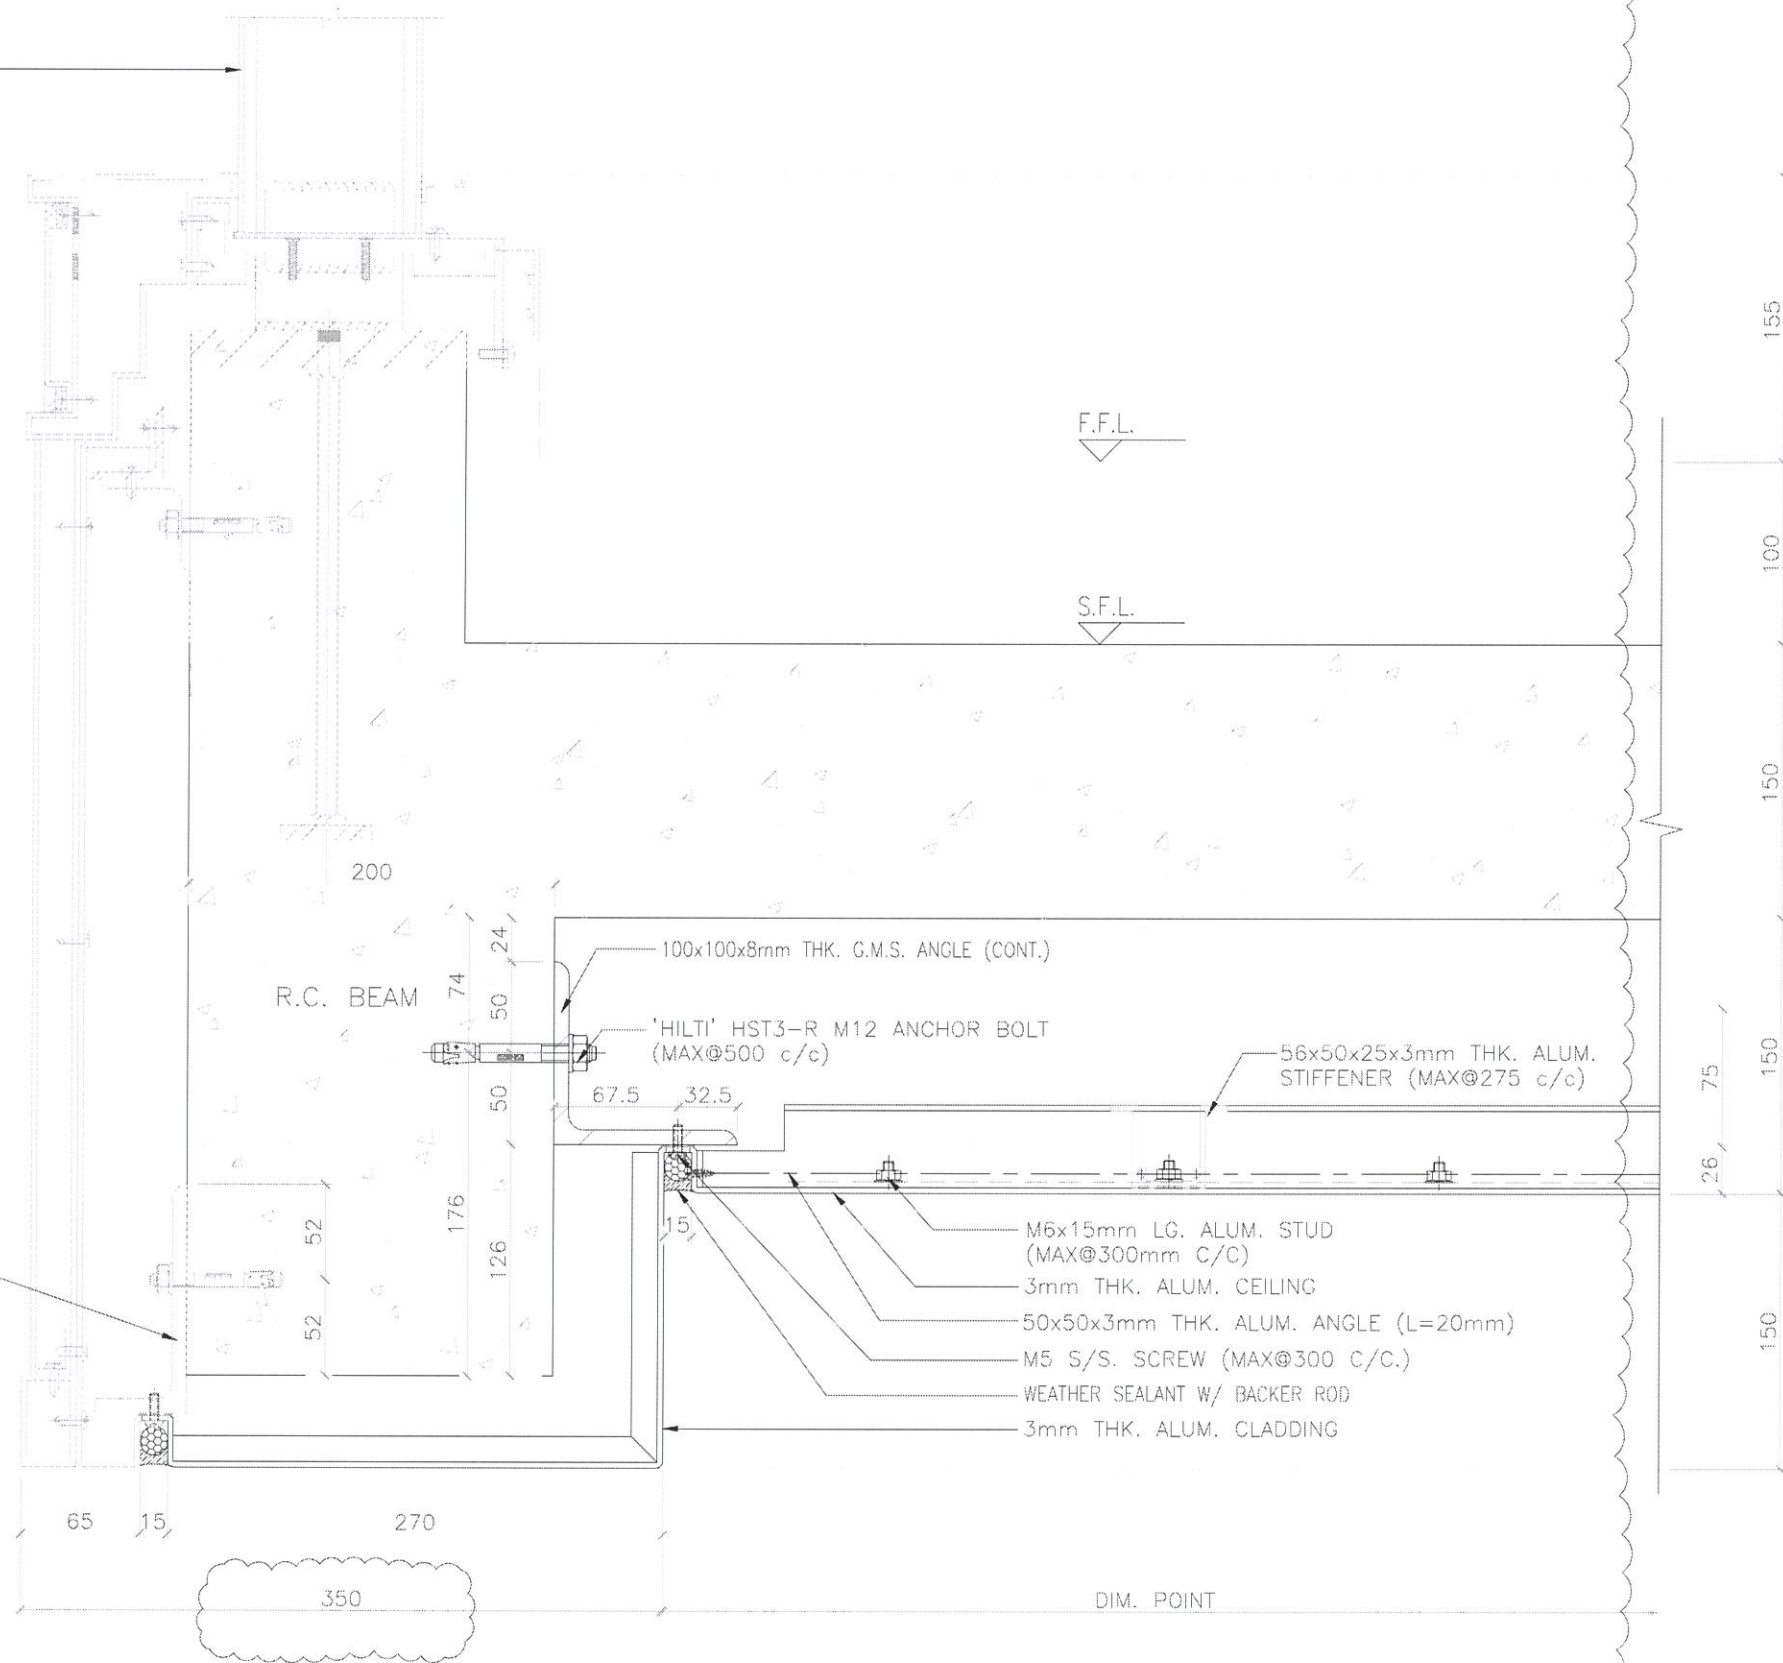 F.F.L.
S.F.L.
155
100
150
150
150
75
26
200
R.C. BEAM
74
24
50
50
176
126
52
52
67.5
32.5
15
100x100x8mm THK. G.M.S. ANGLE (CONT.)
'HILTI' HST3-R M12 ANCHOR BOLT
(MAX@500 c/c)
56x50x25x3mm THK. ALUM.
STIFFENER (MAX@275 c/c)
M6x15mm LG. ALUM. STUD
(MAX@300mm C/C)
3mm THK. ALUM. CEILING
50x50x3mm THK. ALUM. ANGLE (L=20mm)
M5 S/S. SCREW (MAX@300 C/C.)
WEATHER SEALANT W/ BACKER ROD
3mm THK. ALUM. CLADDING
65
15
270
350
DIM. POINT